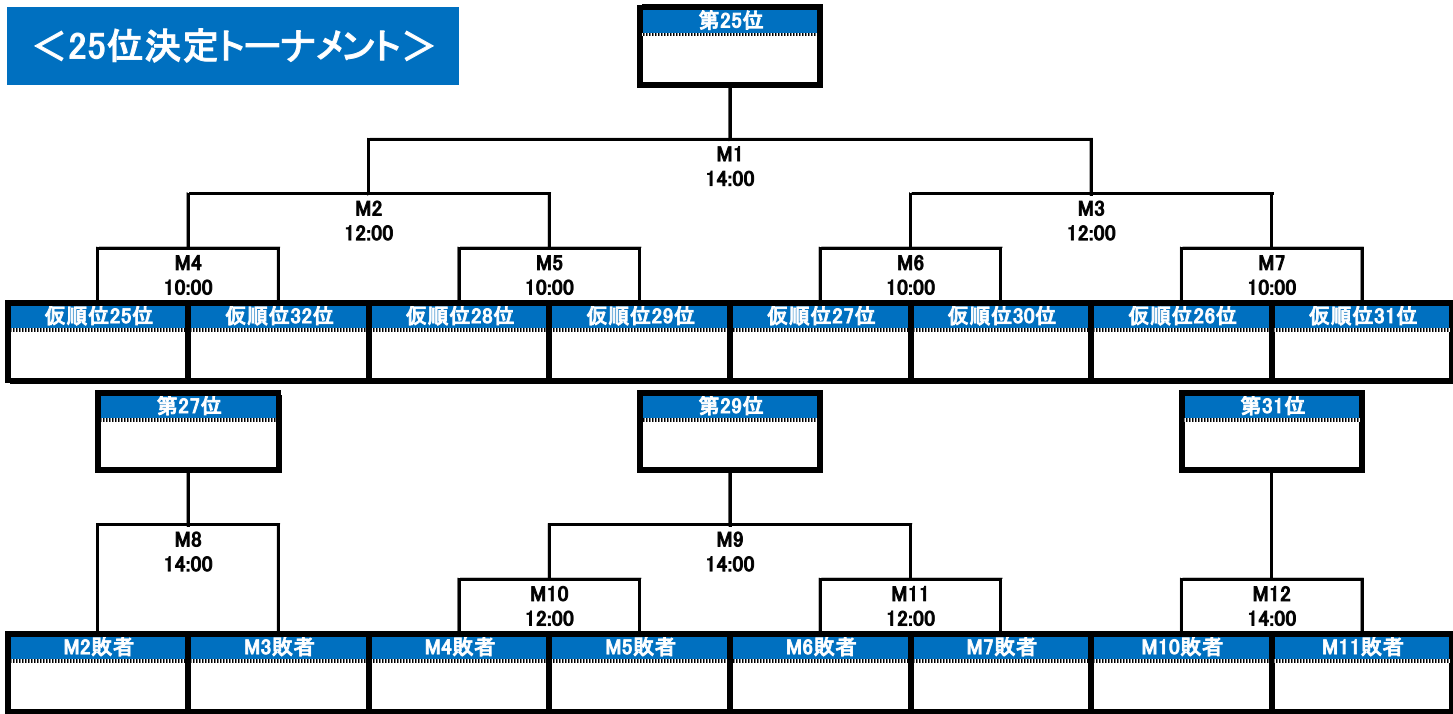 <25位決定トーナメント>
第25位
M1
14:00
M2
12:00
M3
12:00
M4
10:00
M5
10:00
M6
10:00
M7
10:00
仮順位25位
仮順位32位
仮順位28位
仮順位29位
仮順位27位
仮順位30位
仮順位26位
仮順位31位
第27位
第29位
第31位
M8
14:00
M9
14:00
M10
12:00
M11
12:00
M12
14:00
M2敗者
M3敗者
M4敗者
M5敗者
M6敗者
M7敗者
M10敗者
M11敗者